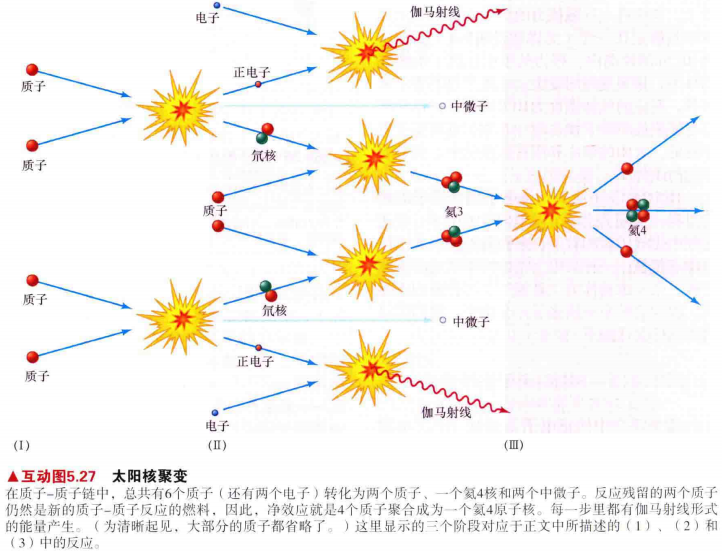 电子
伽马射线
正电子
质子
中微子
质子
氘核
质子
氦3
氦4
质子
氘核
中微子
质子
正电子
伽马射线
电子
(I)
(II)
(III)
▲互动图5.27 太阳核聚变
在质子-质子链中，总共有6个质子（还有两个电子）转化为两个质子、一个氦4核和两个中微子。反应残留的两个质子
仍然是新的质子-质子反应的燃料，因此，净效应就是4个质子聚合成为一个氦4原子核。每一步里都有伽马射线形式
的能量产生。（为清晰起见，大部分的质子都省略了。）这里显示的三个阶段对应于正文中所描述的（1）、（2）和
（3）中的反应。